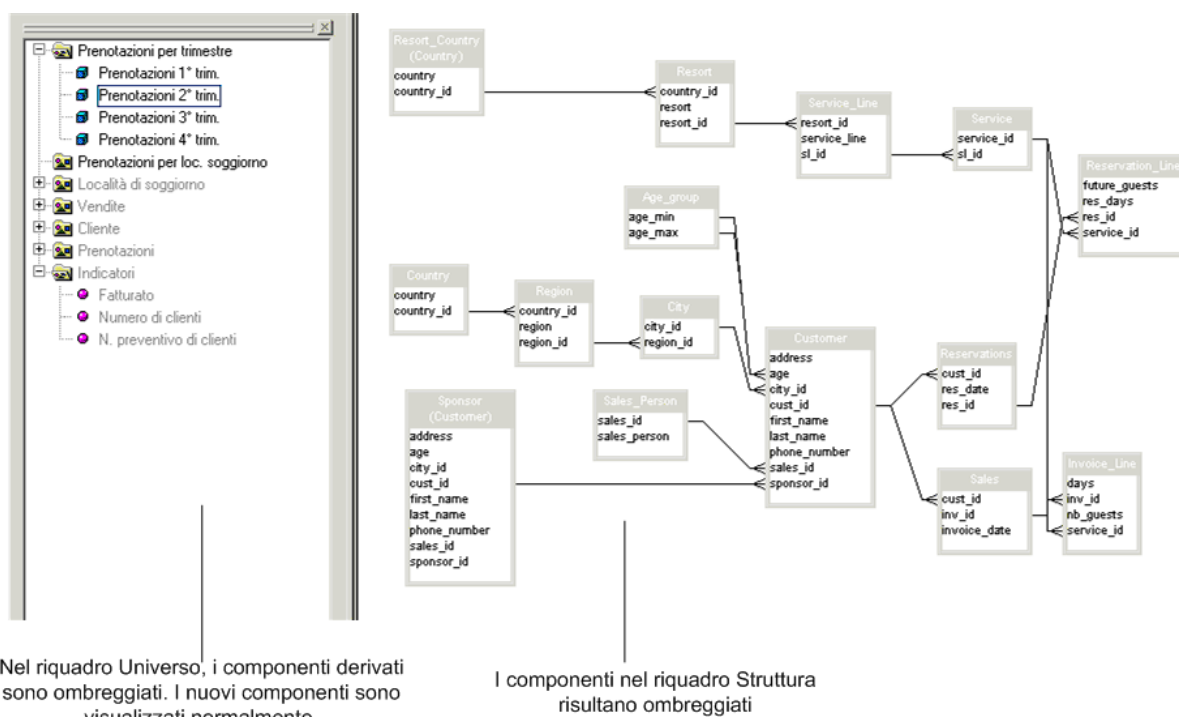 Prenotazioni per trimestre
Prenotazioni 1° trim.
Prenotazioni 2° trim.
Prenotazioni 3° trim.
Prenotazioni 4° trim.
Prenotazioni per loc. soggiorno
Località di soggiorno
Vendite
Cliente
Prenotazioni
Indicatori
Fatturato
Numero di clienti
N. preventivo di clienti
Resort_Country
(Country)
country
country_id
Resort
country_id
resort
resort_id
Service_Line
resort_id
service_line
sl_id
Service
service_id
sl_id
Reservation_Line
future_guests
res_days
res_id
service_id
Age_group
age_min
age_max
Country
country
country_id
Region
country_id
region
region_id
City
city_id
region_id
Customer
address
age
city_id
cust_id
first_name
last_name
phone_number
sales_id
sponsor_id
Reservations
cust_id
res_date
res_id
Sponsor
(Customer)
address
age
city_id
cust_id
first_name
last_name
phone_number
sales_id
sponsor_id
Sales_Person
sales_id
sales_person
Sales
cust_id
inv_id
invoice_date
Invoice_Line
days
inv_id
nb_guests
service_id
Nel riquadro Universo, i componenti derivati
sono ombreggiati. I nuovi componenti sono
visualizzati normalmente
I componenti nel riquadro Struttura
risultano ombreggiati